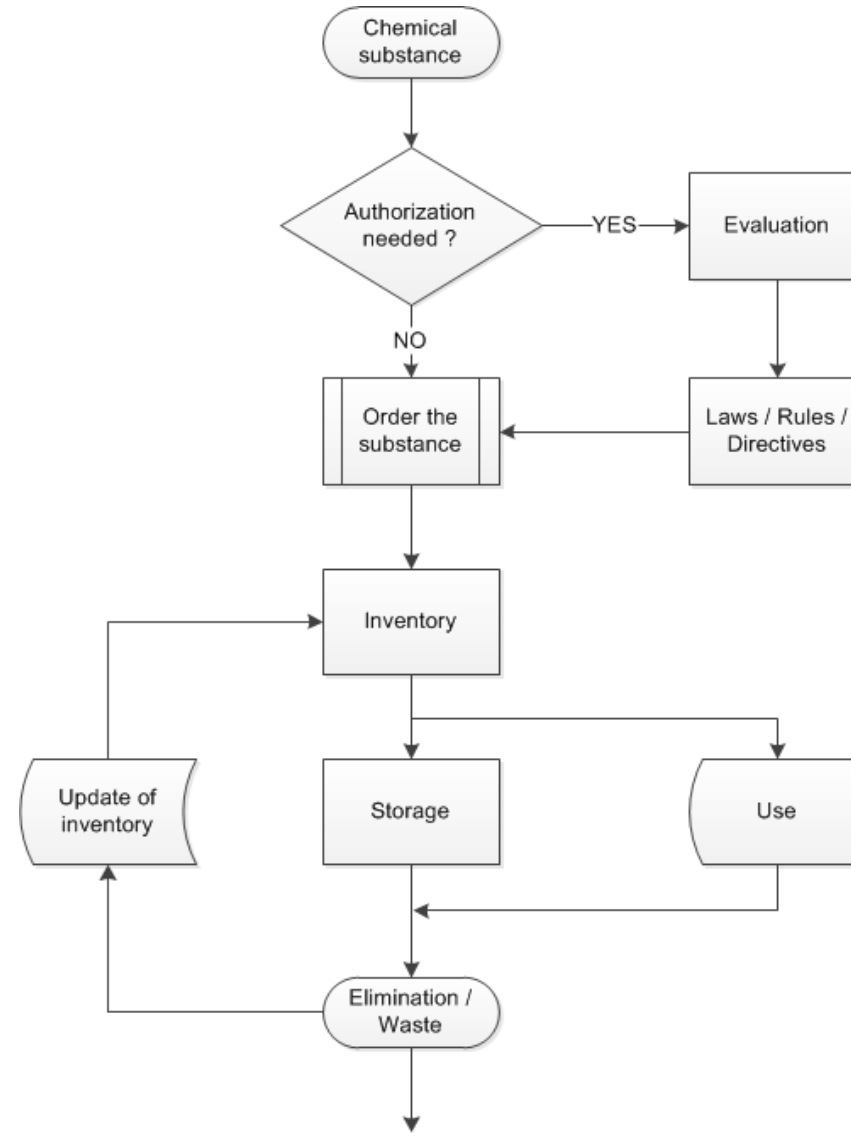 Chemical
substance
Authorization
needed ?
YES
Evaluation
NO
Order the
substance
Laws / Rules /
Directives
Inventory
Update of
inventory
Storage
Use
Elimination /
Waste